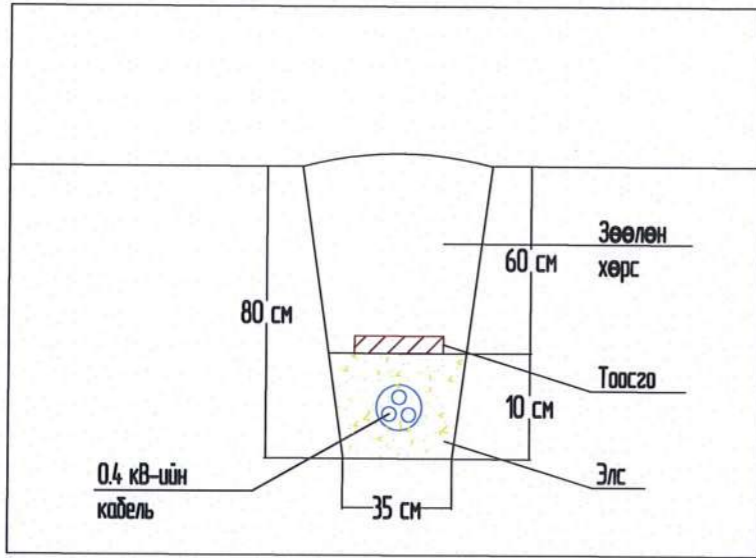 Зөөлөн
хөрс
60 см
80 см
Тоосго
10 см
0.4 кВ-ийн
кабель
Элс
35 см